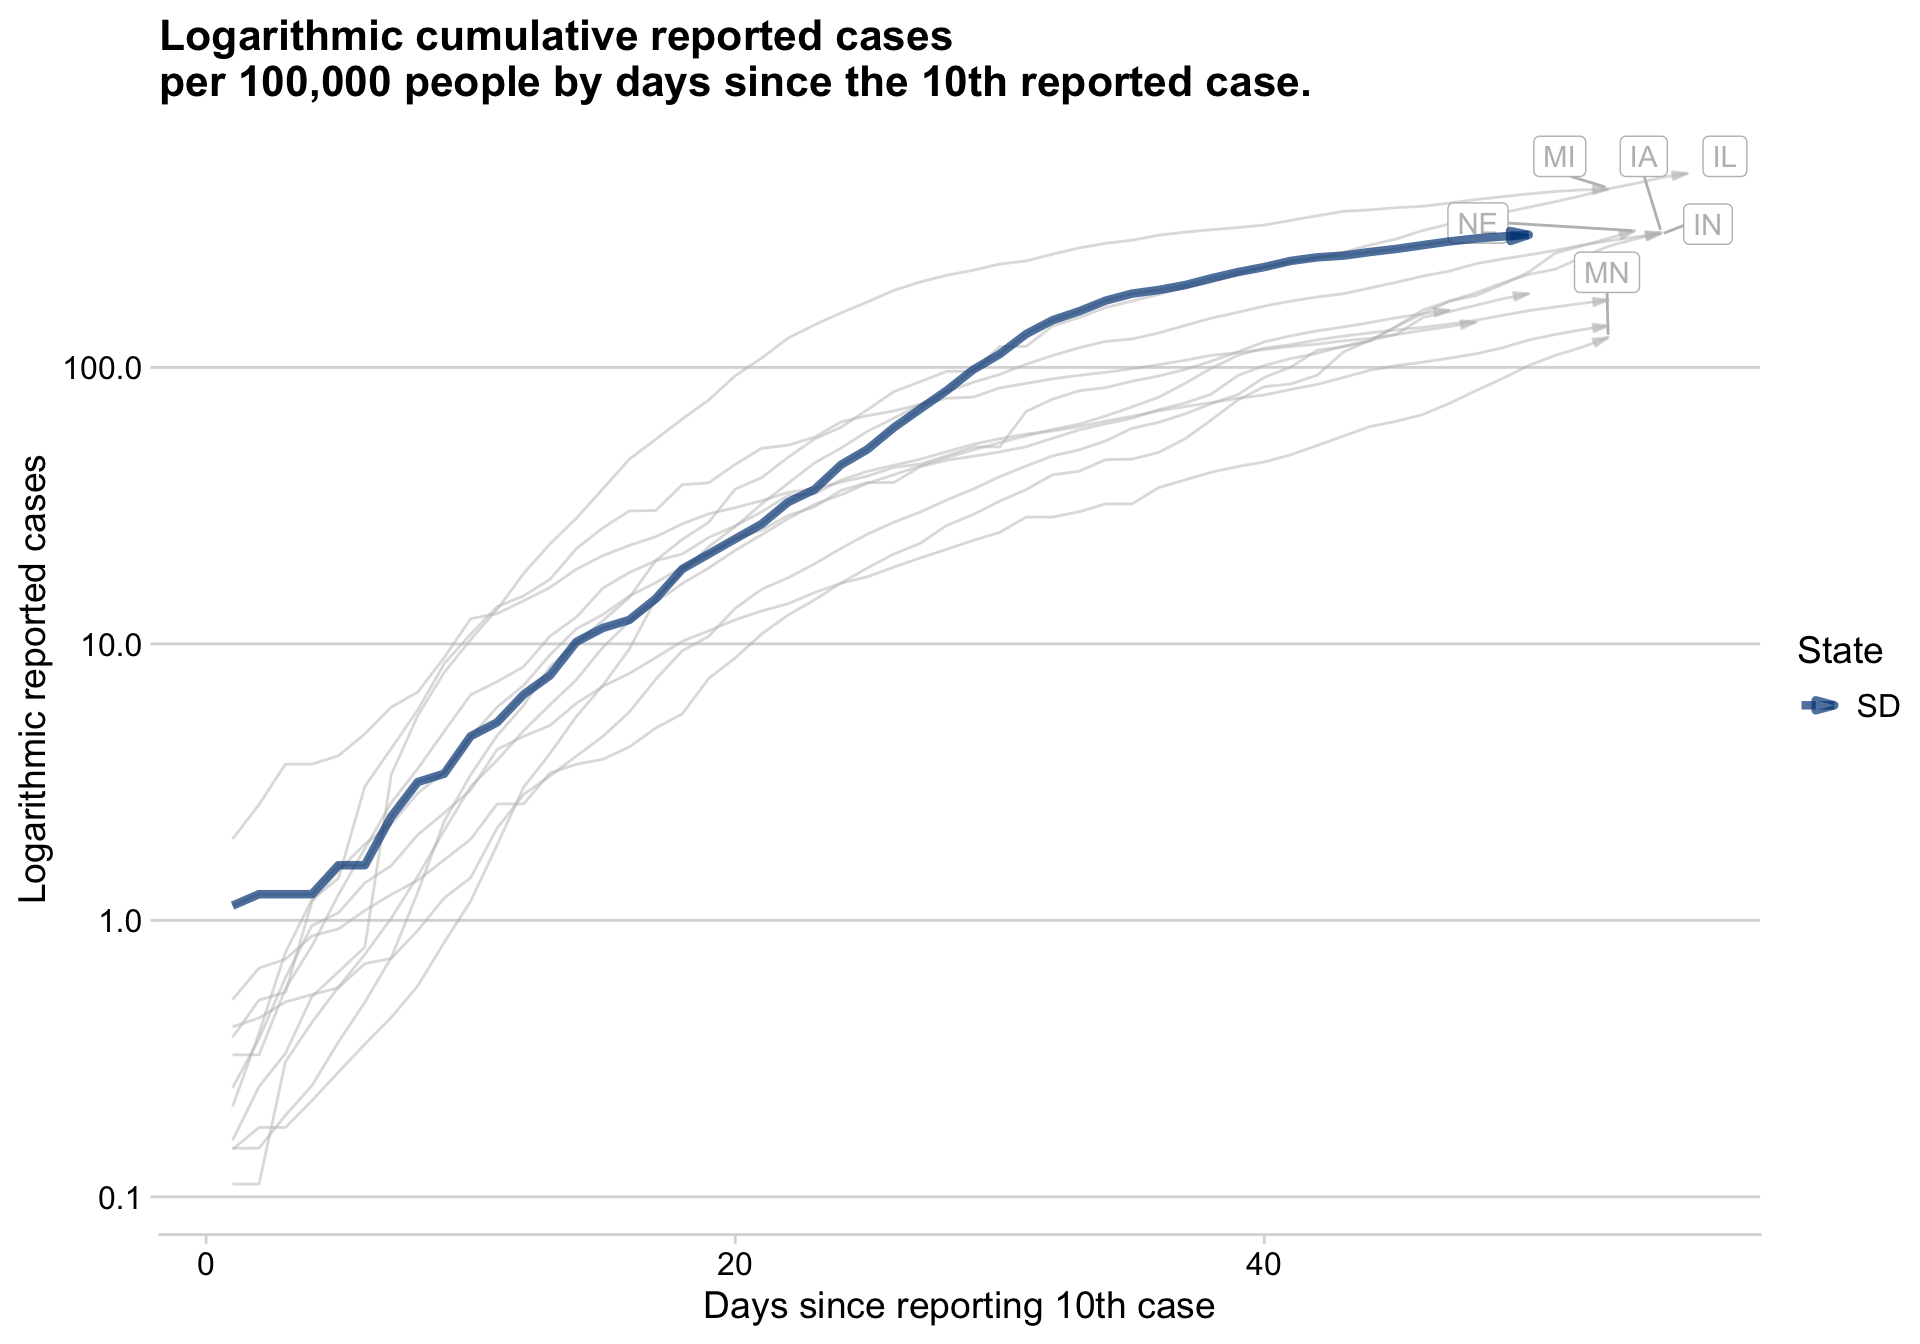 Logarithmic cumulative reported cases
per 100,000 people by days since the 10th reported case.
MI
IA
IL
NE
IN
MN
100.0
10.0
1.0
0.1
Logarithmic reported cases
0
20
40
Days since reporting 10th case
State
SD